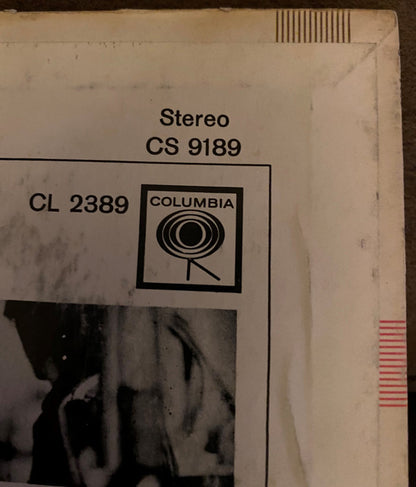 Stereo
CS 9189
CL 2389
COLUMBIA